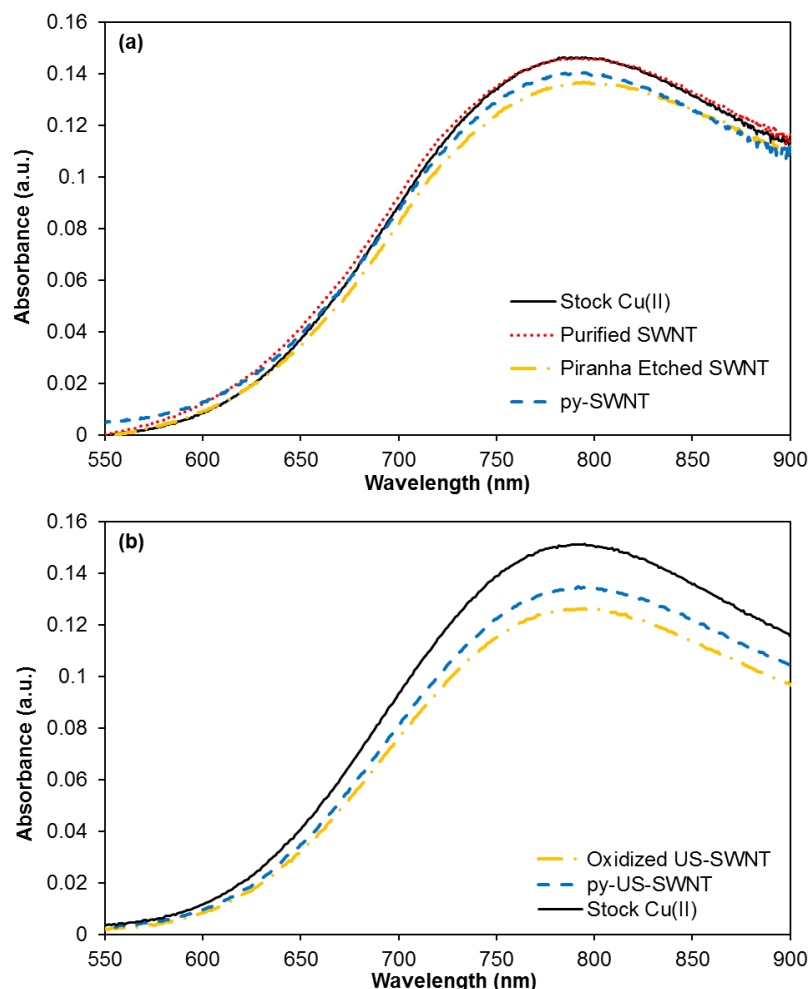 (a)
0.16
0.14
0.12
0.1
0.08
0.06
0.04
0.02
0
Absorbance (a.u.)
Stock Cu(II)
Purified SWNT
Piranha Etched SWNT
py-SWNT
550 600 650 700 750 800 850 900
Wavelength (nm)
(b)
0.16
0.14
0.12
0.1
0.08
0.06
0.04
0.02
0
Absorbance (a.u.)
Oxidized US-SWNT
py-US-SWNT
Stock Cu(II)
550 600 650 700 750 800 850 900
Wavelength (nm)